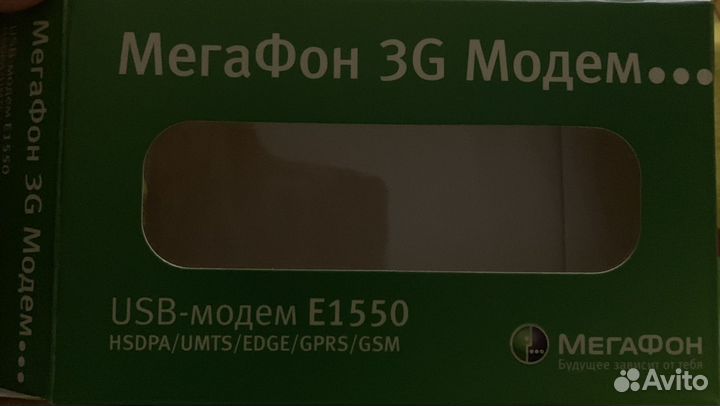 МегаФон 3G Модем...
USB-модем E1550
HSDPA/UMTS/EDGE/GPRS/GSM
МЕГАФОН
Будущее зависит от тебя
МегаФон 3G Модем...
USB-модем E1550
Avito